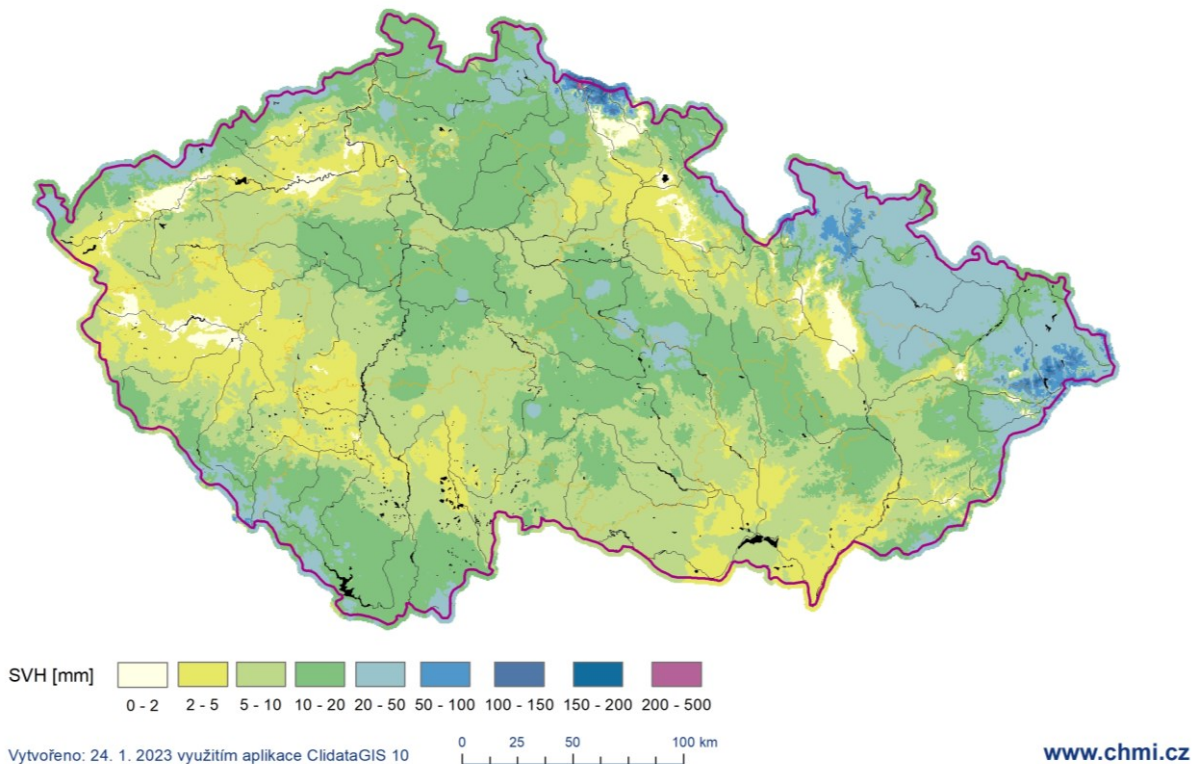 SVH [mm]
0 - 2 2 - 5 5 - 10 10 - 20 20 - 50 50 - 100 100 - 150 150 - 200 200 - 500
Vytvořeno: 24. 1. 2023 využitím aplikace ClidataGIS 10
0 25 50 100 km
www.chmi.cz